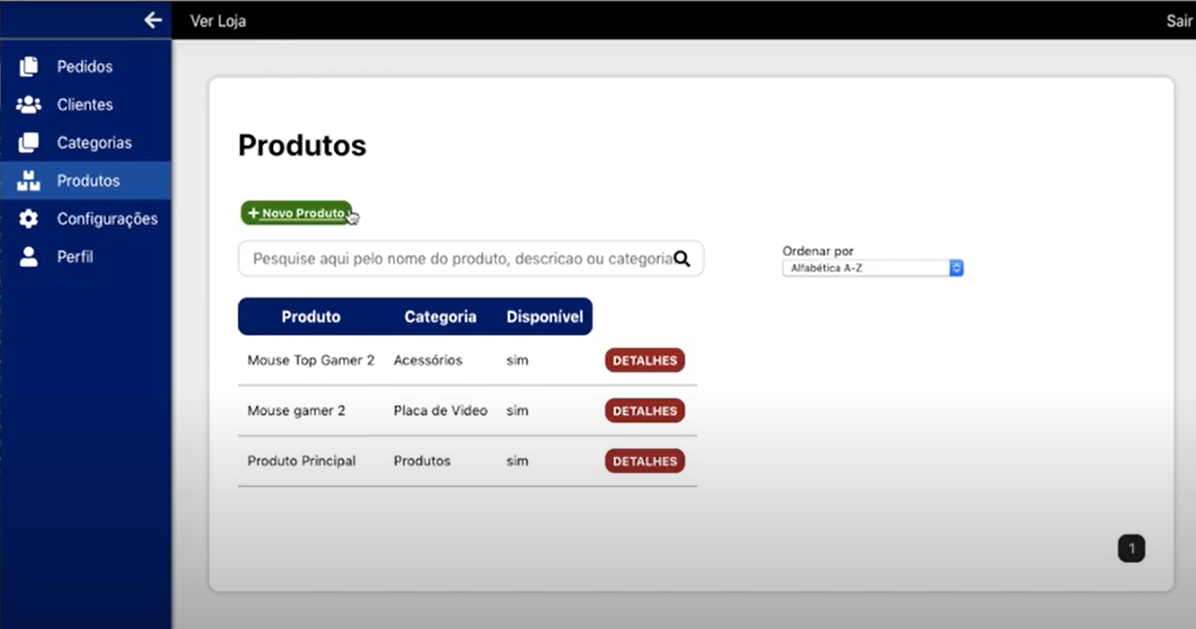 Ver Loja
Sair
Pedidos
Clientes
Categorias
Produtos
Configurações
Perfil
Produtos
+ Novo Produto
Pesquise aqui pelo nome do produto, descricao ou categoria
Ordenar por
Alfabética A-Z
Produto Categoria Disponível
Mouse Top Gamer 2 Acessórios sim DETALHES
Mouse gamer 2 Placa de Video sim DETALHES
Produto Principal Produtos sim DETALHES
1